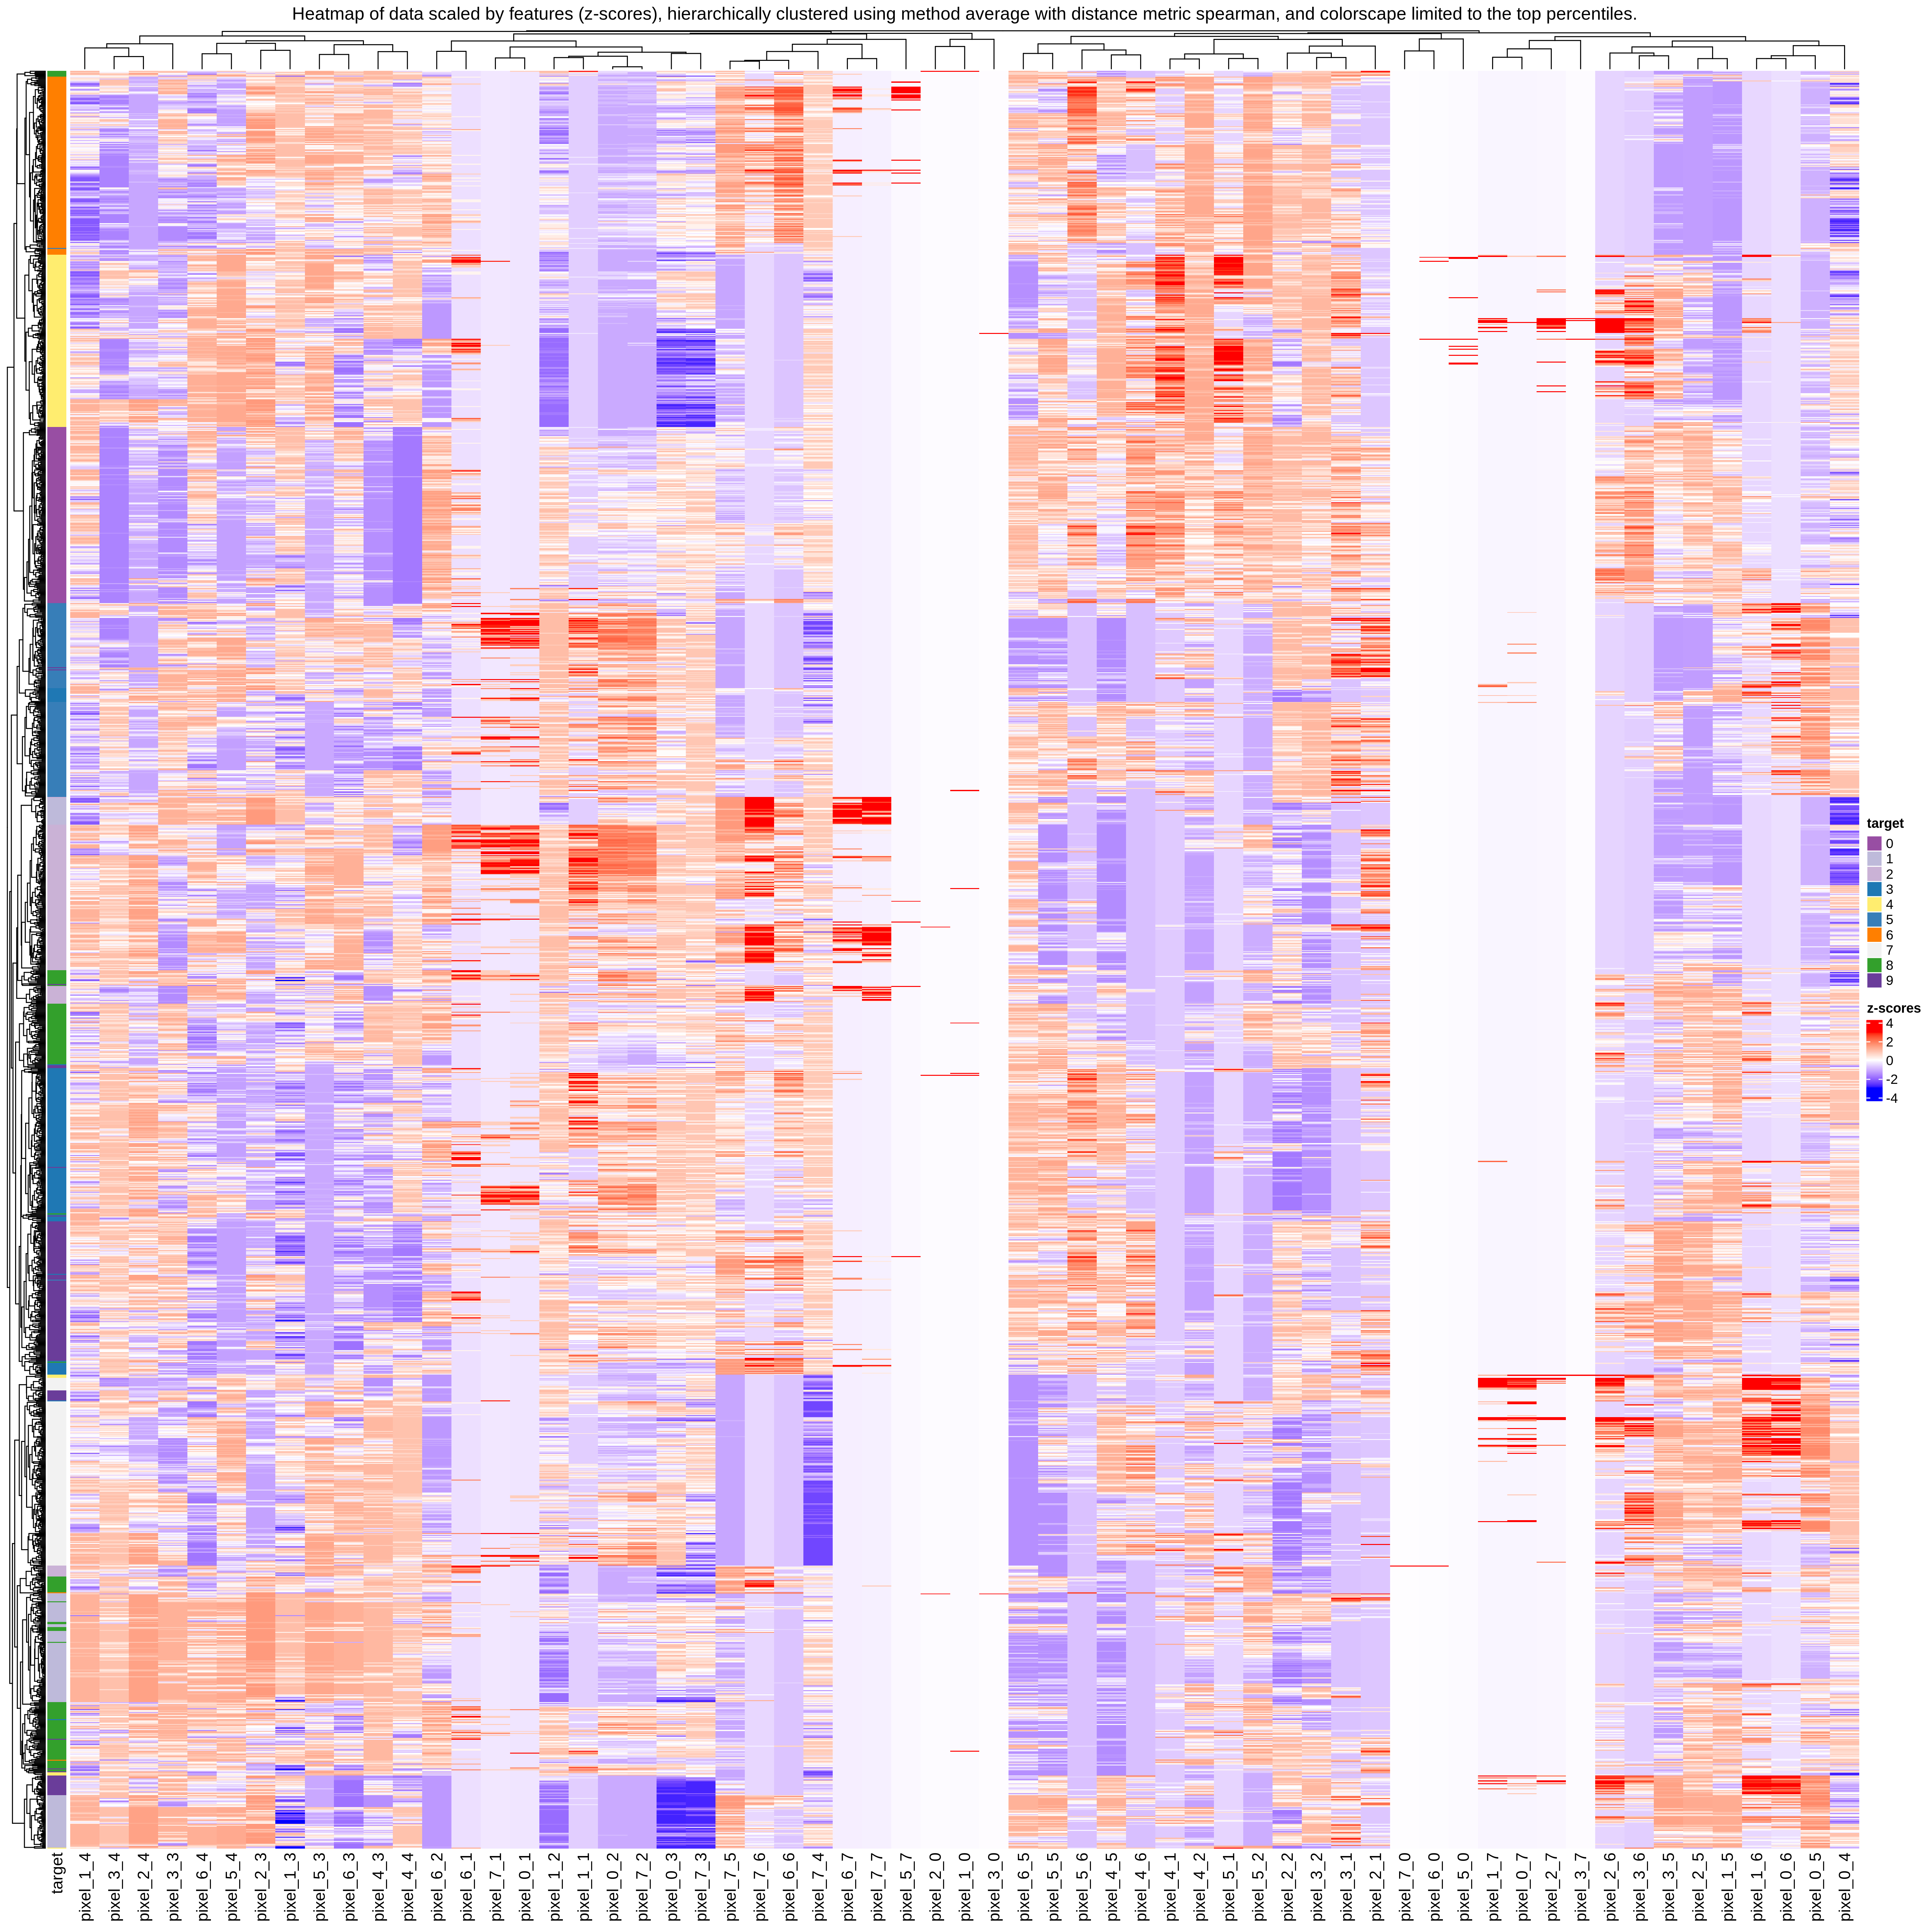 Heatmap of data scaled by features (z-scores), hierarchically clustered using method average with distance metric spearman, and colorscape limited to the top percentiles.
target
0
1
2
3
4
5
6
7
8
9
z-scores
4
2
0
-2
-4
target
pixel_1_4
pixel_3_4
pixel_2_4
pixel_3_3
pixel_6_4
pixel_5_4
pixel_2_3
pixel_1_3
pixel_5_3
pixel_6_3
pixel_4_3
pixel_4_4
pixel_6_2
pixel_6_1
pixel_7_1
pixel_0_1
pixel_1_2
pixel_1_1
pixel_0_2
pixel_7_2
pixel_0_3
pixel_7_3
pixel_7_5
pixel_7_6
pixel_6_6
pixel_7_4
pixel_6_7
pixel_7_7
pixel_5_7
pixel_2_0
pixel_1_0
pixel_3_0
pixel_6_5
pixel_5_5
pixel_5_6
pixel_4_5
pixel_4_6
pixel_4_1
pixel_4_2
pixel_5_1
pixel_5_2
pixel_2_2
pixel_3_2
pixel_3_1
pixel_2_1
pixel_7_0
pixel_6_0
pixel_5_0
pixel_1_7
pixel_0_7
pixel_2_7
pixel_3_7
pixel_2_6
pixel_3_6
pixel_3_5
pixel_2_5
pixel_1_5
pixel_1_6
pixel_0_6
pixel_0_5
pixel_0_4